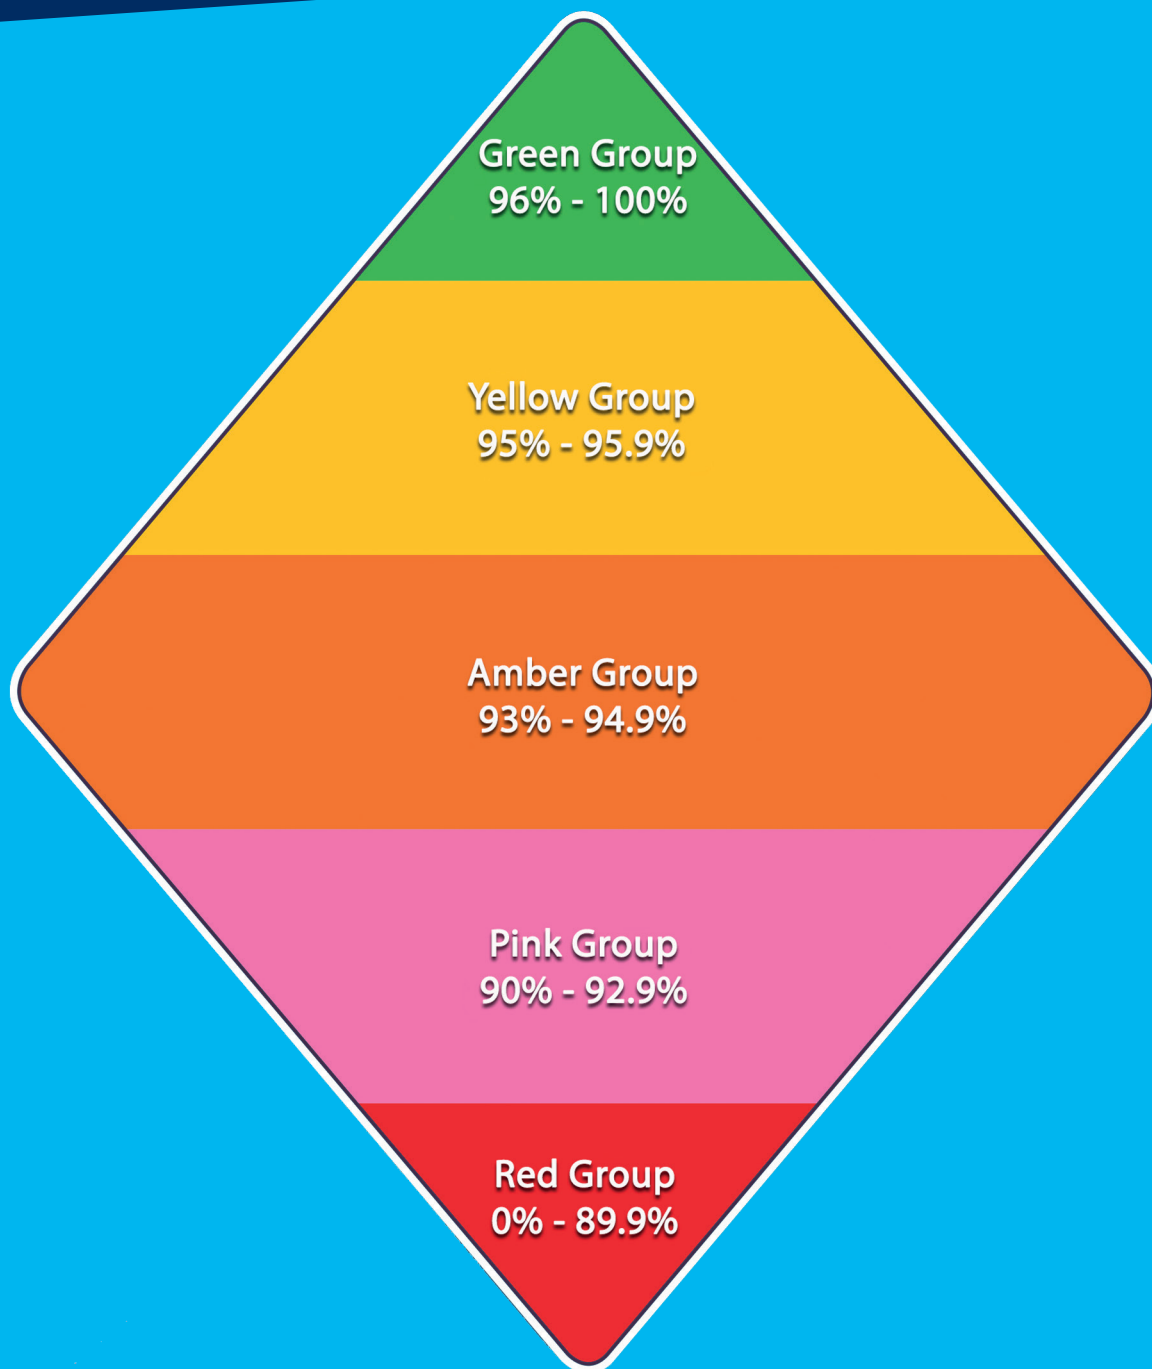 Green Group
96% - 100%
Yellow Group
95% - 95.9%
Amber Group
93% - 94.9%
Pink Group
90% - 92.9%
Red Group
0% - 89.9%